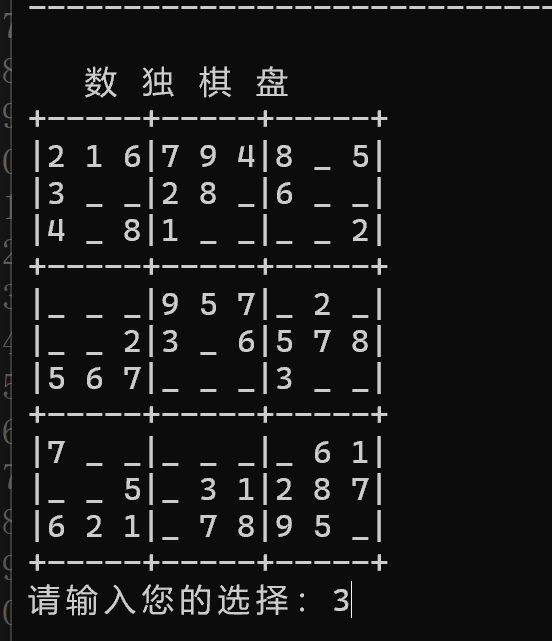 --------------------------------
数 独 棋 盘
+-----+-----+-----+
|2 1 6|7 9 4|8 _ 5|
|3 _ _|2 8 _|6 _ _|
|4 _ 8|1 _ _|_ _ 2|
+-----+-----+-----+
|_ _ _|9 5 7|_ 2 _|
|_ _ 2|3 _ 6|5 7 8|
|5 6 7|_ _ _|3 _ _|
+-----+-----+-----+
|7 _ _|_ _ _|_ 6 1|
|_ _ 5|_ 3 1|2 8 7|
|6 2 1|_ 7 8|9 5 _|
+-----+-----+-----+
请输入您的选择: 3